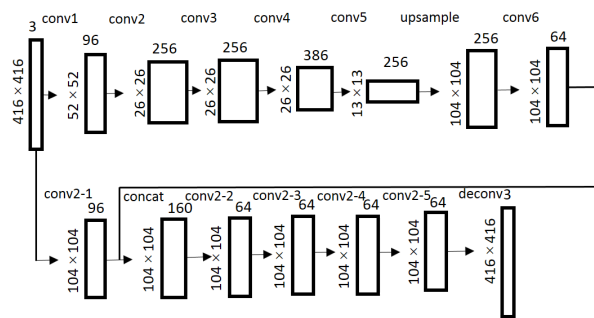 conv1 conv2 conv3 conv4 conv5 upsample conv6
3 96 256 256 386 256 256 64
416×416 52×52 26×26 26×26 26×26 13×13 104×104 104×104
conv2-1 concat conv2-2 conv2-3 conv2-4 conv2-5 deconv
96 160 64 64 64 64 3
104×104 104×104 104×104 104×104 104×104 104×104 416×416